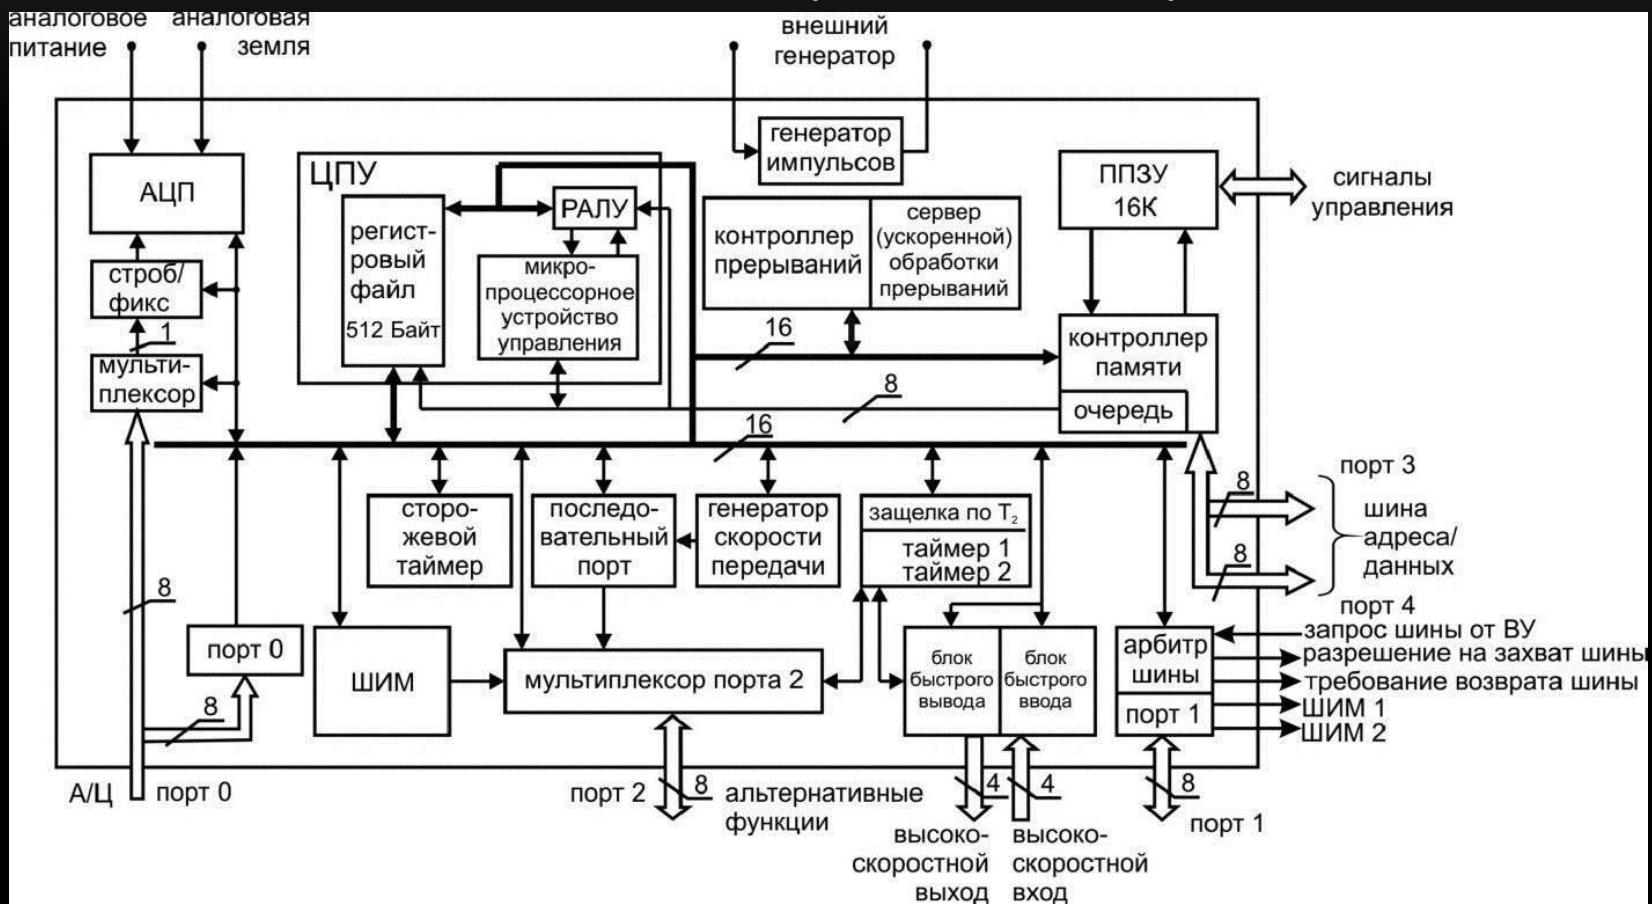 аналоговое
питание
аналоговая
земля
внешний
генератор
генератор
импульсов
АЦП
ЦПУ
регист-
ровый
файл
512 Байт
РАЛУ
микро-
процессорное
устройство
управления
контроллер
прерываний
сервер
(ускоренной)
обработки
прерываний
ППЗУ
16К
сигналы
управления
строб/
фикс
1
мульти-
плексор
16
контроллер
памяти
8
очередь
16
порт 3
8
шина
адреса/
данных
8
порт 4
сторо-
жевой
таймер
последо-
вательный
порт
генератор
скорости
передачи
защелка по Т2
таймер 1
таймер 2
8
порт 0
8
ШИМ
мультиплексор порта 2
блок
быстрого
вывода
блок
быстрого
ввода
арбитр
шины
порт 1
запрос шины от ВУ
разрешение на захват шины
требование возврата шины
ШИМ 1
ШИМ 2
А/Ц
порт 0
порт 2
8
альтернативные
функции
4
4
8
порт 1
высоко-
скоростной
выход
высоко-
скоростной
вход